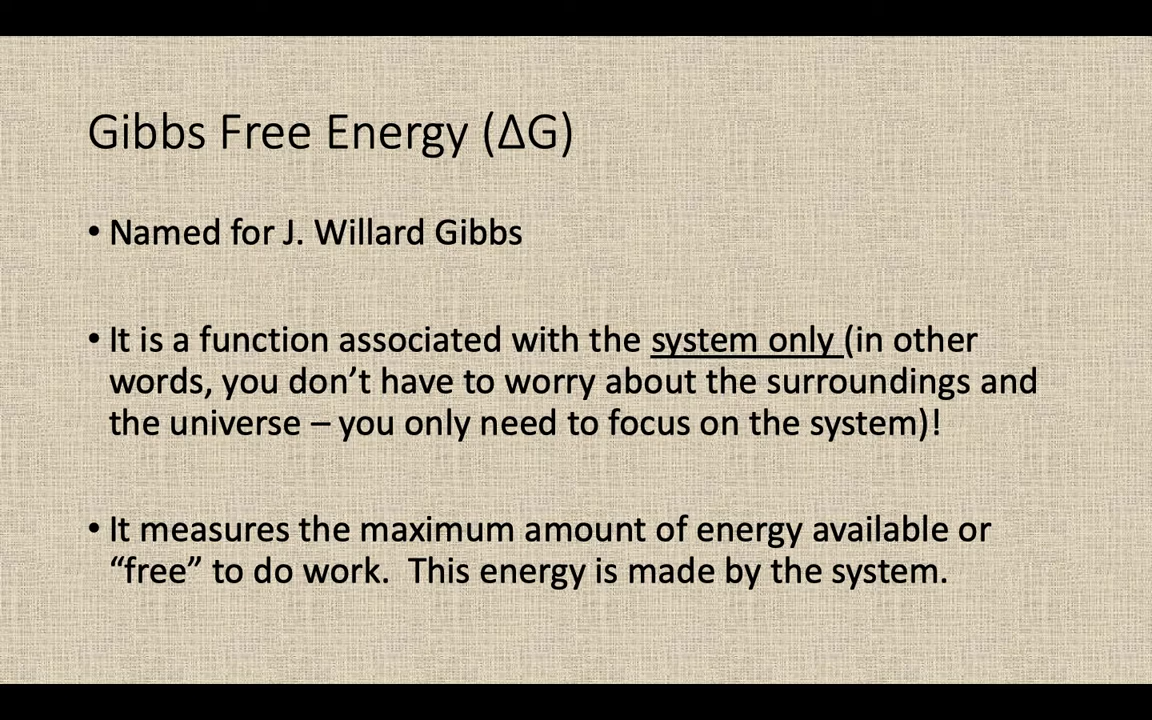 Gibbs Free Energy (ΔG)
• Named for J. Willard Gibbs
• It is a function associated with the system only (in other
words, you don’t have to worry about the surroundings and
the universe – you only need to focus on the system)!
• It measures the maximum amount of energy available or
“free” to do work.  This energy is made by the system.